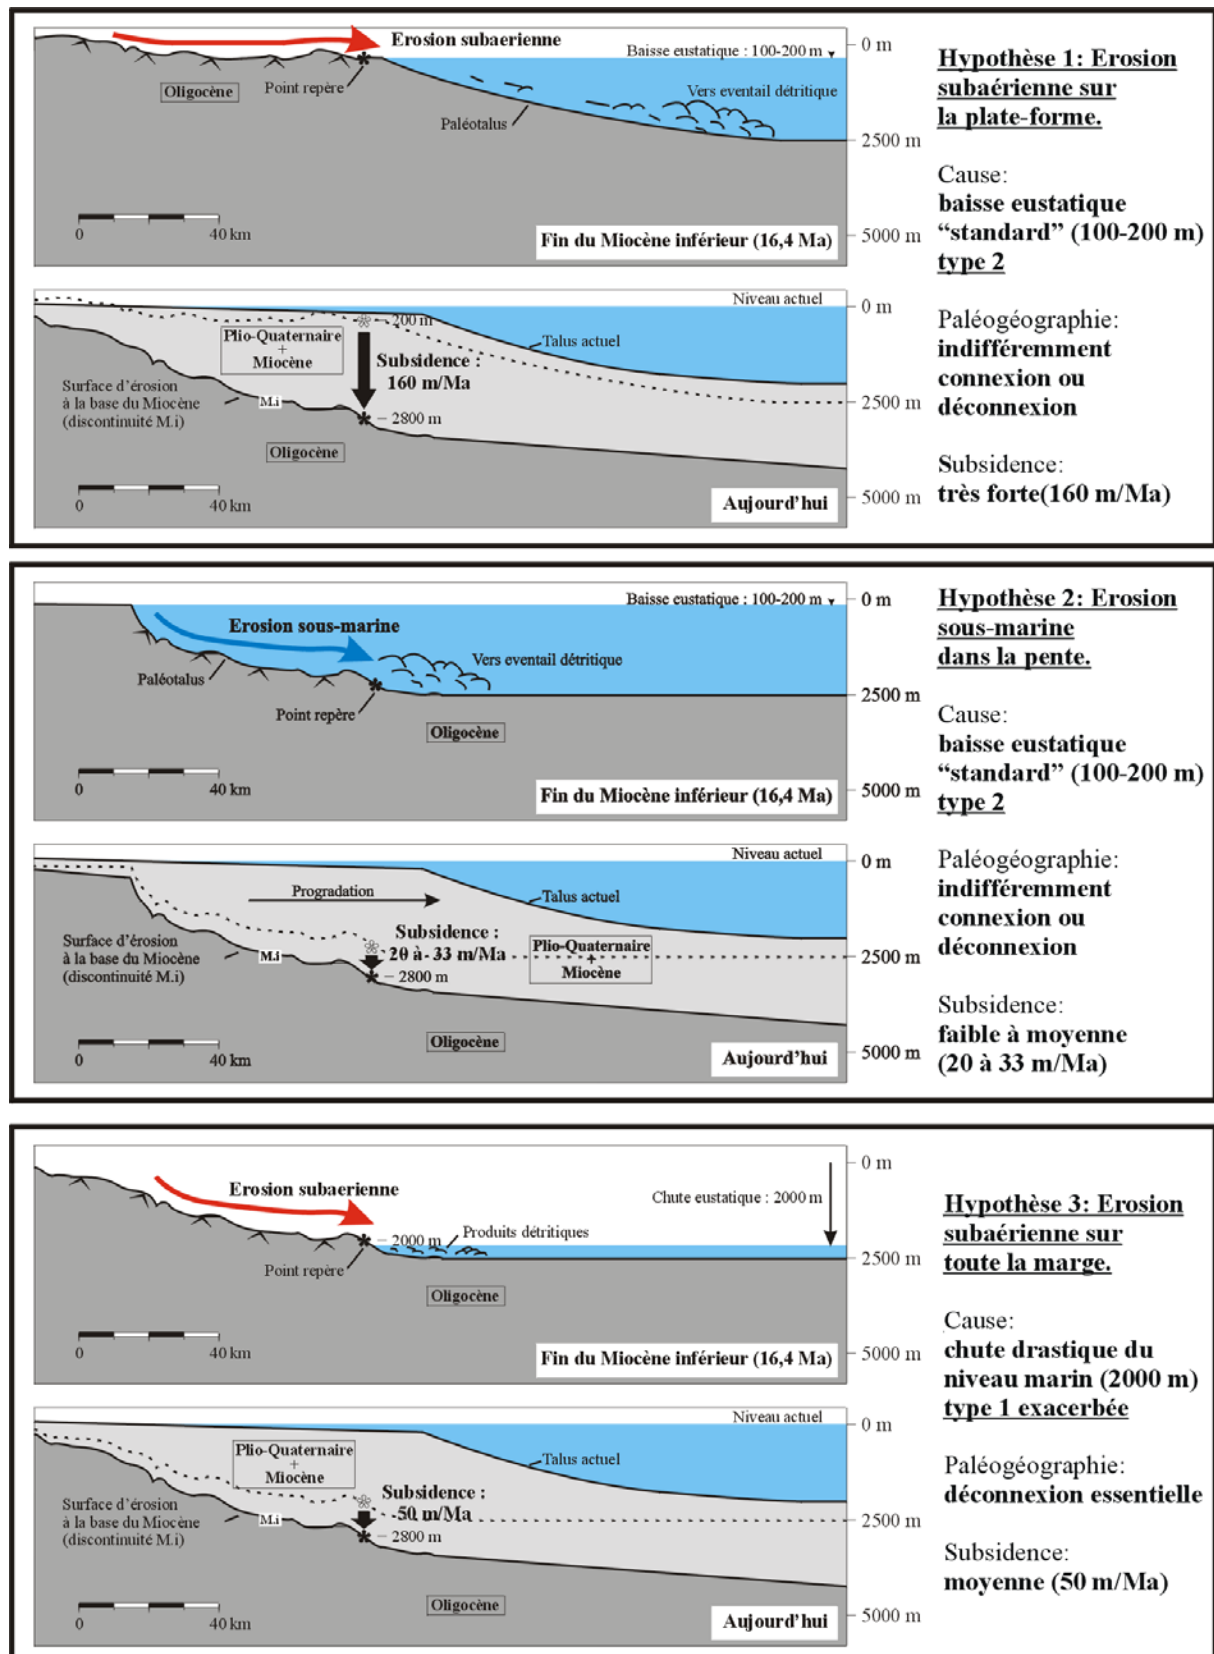 Erosion subaerienne
Baisse eustatique : 100-200 m
0 m
Oligocène
Point repère
Vers eventail détritique
Paléotalus
2500 m
0
40 km
Fin du Miocène inférieur (16,4 Ma)
5000 m
Niveau actuel
0 m
– 200 m
Plio-Quaternaire
+
Miocène
Talus actuel
Subsidence :
160 m/Ma
Surface d’érosion
à la base du Miocène
(discontinuité M.i)
M.i
– 2800 m
2500 m
Oligocène
0
40 km
Aujourd’hui
5000 m
Hypothèse 1: Erosion
subaérienne sur
la plate-forme.
Cause:
baisse eustatique
“standard” (100-200 m)
type 2
Paléogéographie:
indifféremment
connexion ou
déconnexion
Subsidence:
très forte(160 m/Ma)
Baisse eustatique : 100-200 m
0 m
Erosion sous-marine
Vers eventail détritique
Paléotalus
2500 m
Point repère
Oligocène
0
40 km
Fin du Miocène inférieur (16,4 Ma)
5000 m
Niveau actuel
0 m
Progradation
Talus actuel
Subsidence :
20 à 33 m/Ma
Plio-Quaternaire
+
Miocène
Surface d’érosion
à la base du Miocène
(discontinuité M.i)
M.i
– 2800 m
2500 m
Oligocène
0
40 km
Aujourd’hui
5000 m
Hypothèse 2: Erosion
sous-marine
dans la pente.
Cause:
baisse eustatique
“standard” (100-200 m)
type 2
Paléogéographie:
indifféremment
connexion ou
déconnexion
Subsidence:
faible à moyenne
(20 à 33 m/Ma)
0 m
Erosion subaerienne
Chute eustatique : 2000 m
Produits détritiques
– 2000 m
Point repère
2500 m
Oligocène
0
40 km
Fin du Miocène inférieur (16,4 Ma)
5000 m
Niveau actuel
0 m
Plio-Quaternaire
+
Miocène
Talus actuel
Subsidence :
50 m/Ma
Surface d’érosion
à la base du Miocène
(discontinuité M.i)
M.i
– 2800 m
2500 m
Oligocène
0
40 km
Aujourd’hui
5000 m
Hypothèse 3: Erosion
subaérienne sur
toute la marge.
Cause:
chute drastique du
niveau marin (2000 m)
type 1 exacerbée
Paléogéographie:
déconnexion essentielle
Subsidence:
moyenne (50 m/Ma)